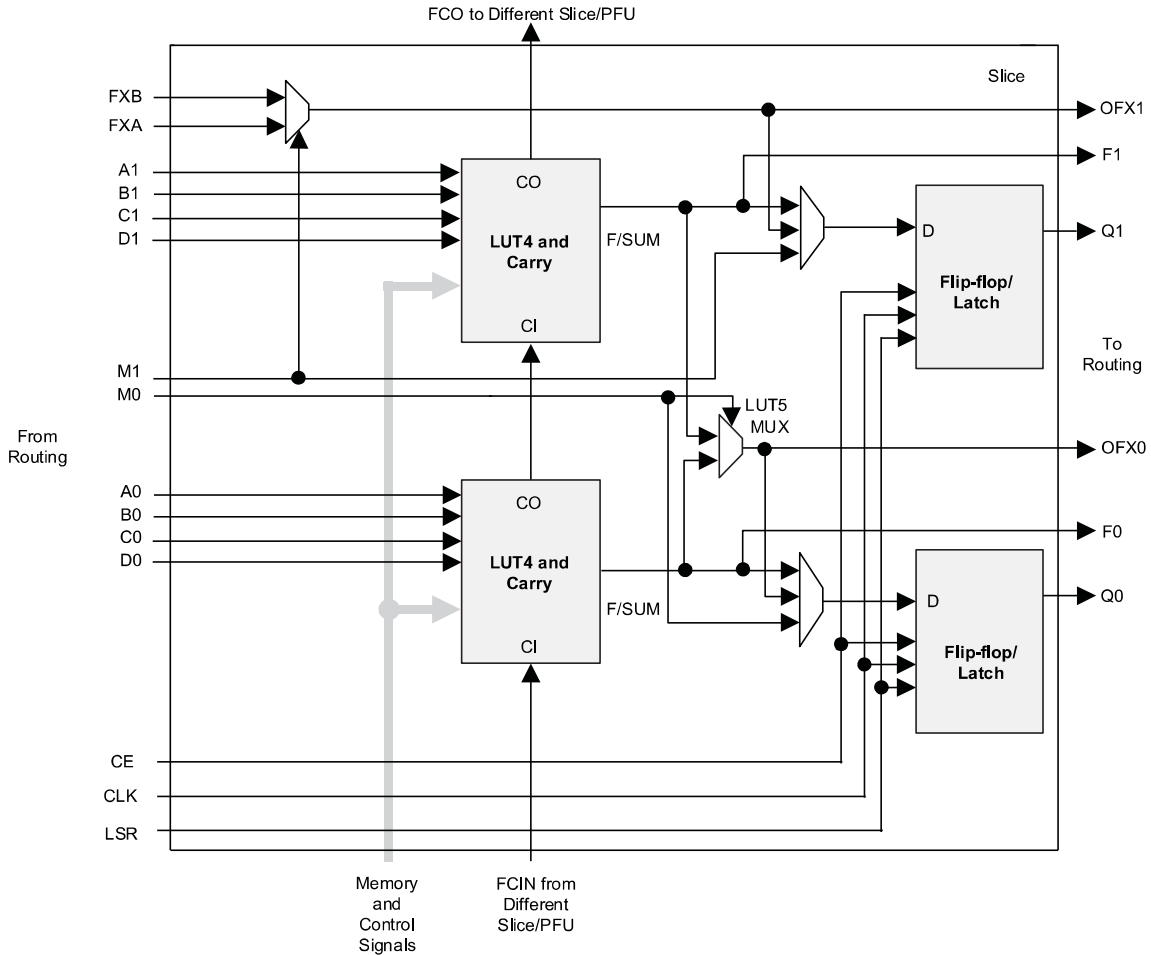 FCO to Different Slice/PFU
Slice
FXB
FXA
OFX1
F1
A1
B1
C1
D1
CO
LUT4 and
Carry
CI
F/SUM
D
Flip-flop/
Latch
Q1
To
Routing
M1
M0
LUT5
MUX
From
Routing
OFX0
A0
B0
C0
D0
CO
LUT4 and
Carry
CI
F/SUM
F0
D
Flip-flop/
Latch
Q0
CE
CLK
LSR
Memory
and
Control
Signals
FCIN from
Different
Slice/PFU